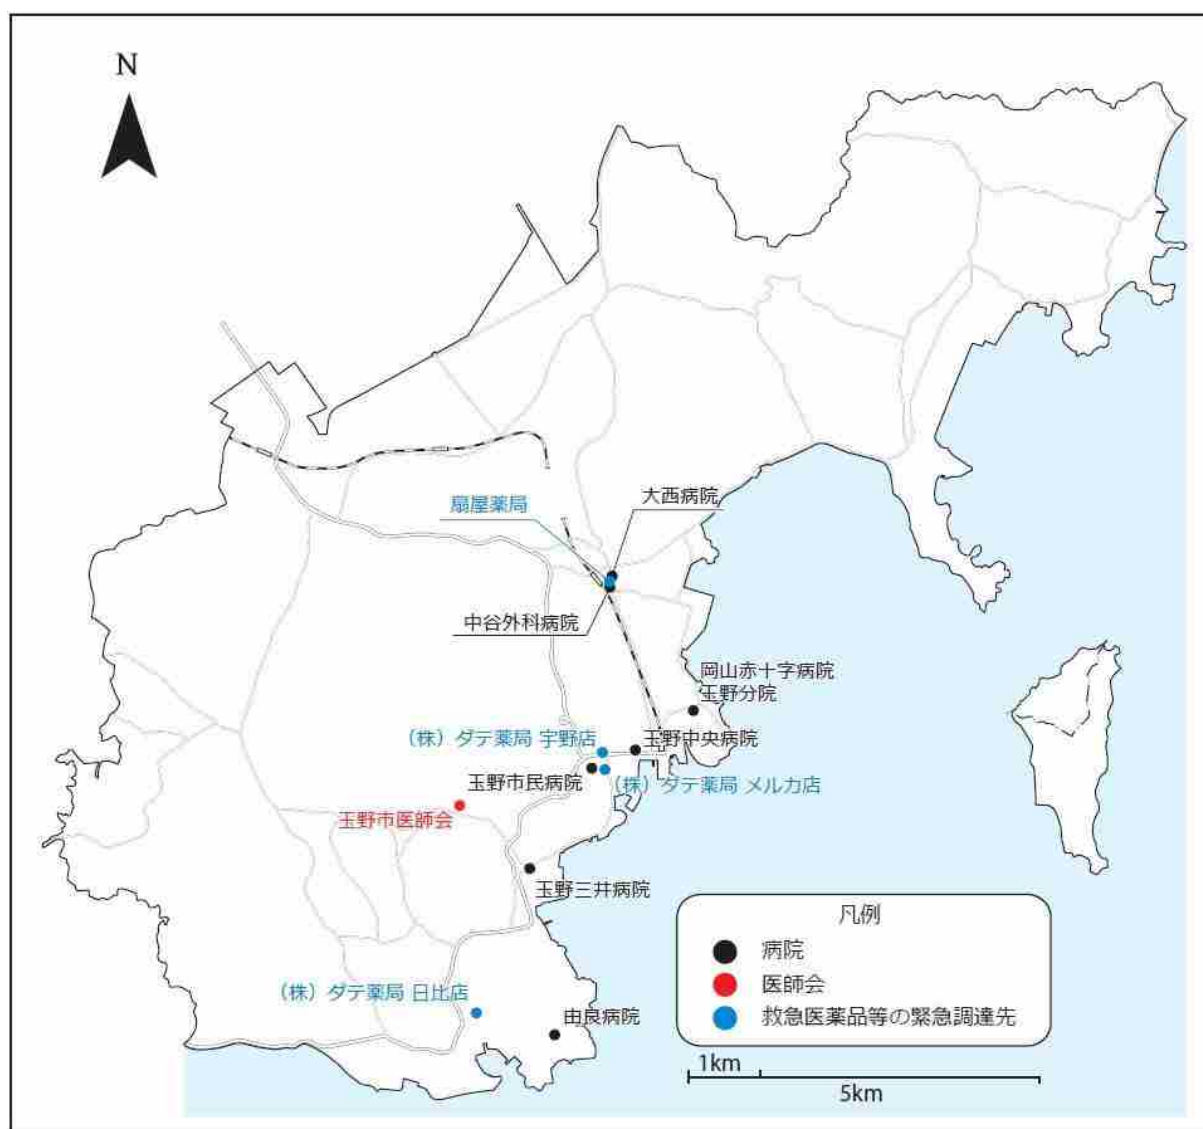 N
大西病院
扇屋薬局
中谷外科病院
岡山赤十字病院
玉野分院
（株）ダテ薬局 宇野店
玉野中央病院
玉野市民病院
（株）ダテ薬局 メルカ店
玉野市医師会
玉野三井病院
（株）ダテ薬局 日比店
由良病院
凡例
病院
医師会
救急医薬品等の緊急調達先
1km
5km